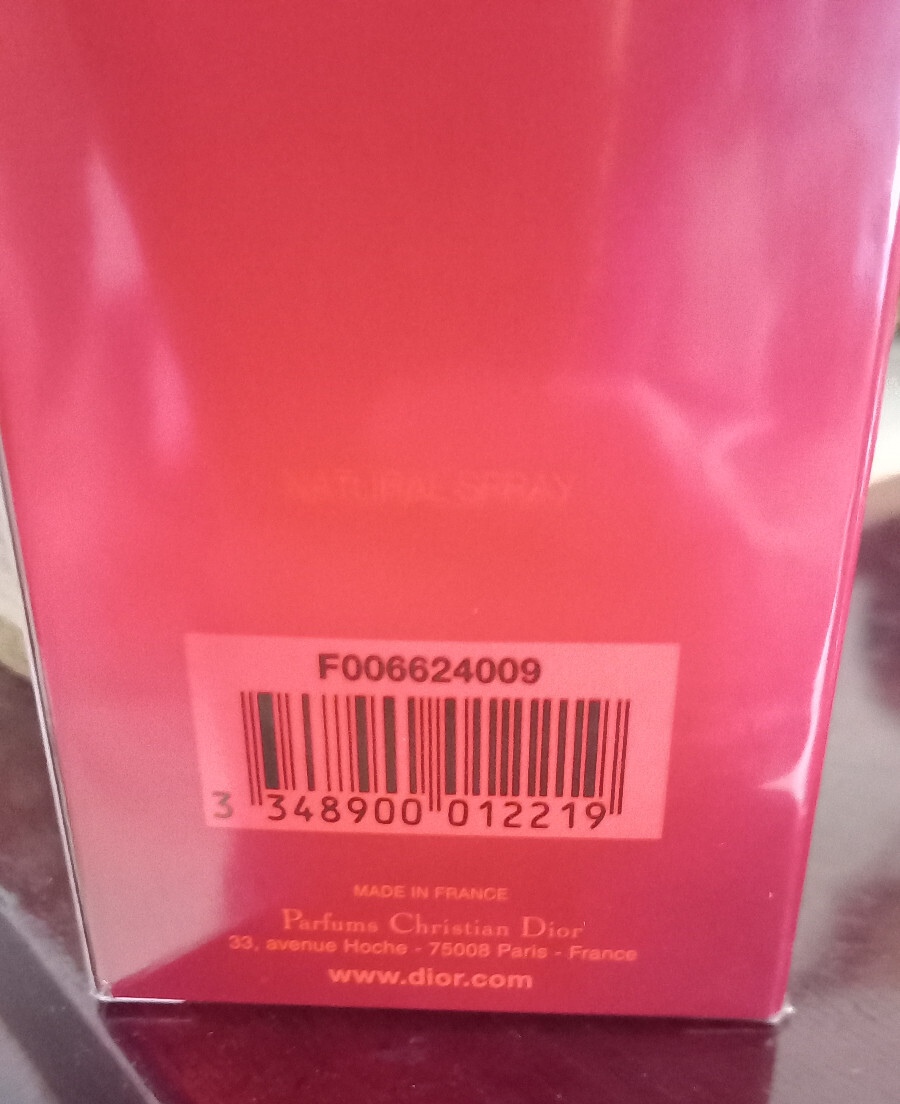 NATURAL SPRAY
F006624009
3 348900 012219
MADE IN FRANCE
Parfums Christian Dior
33, avenue Hoche - 75008 Paris - France
www.dior.com